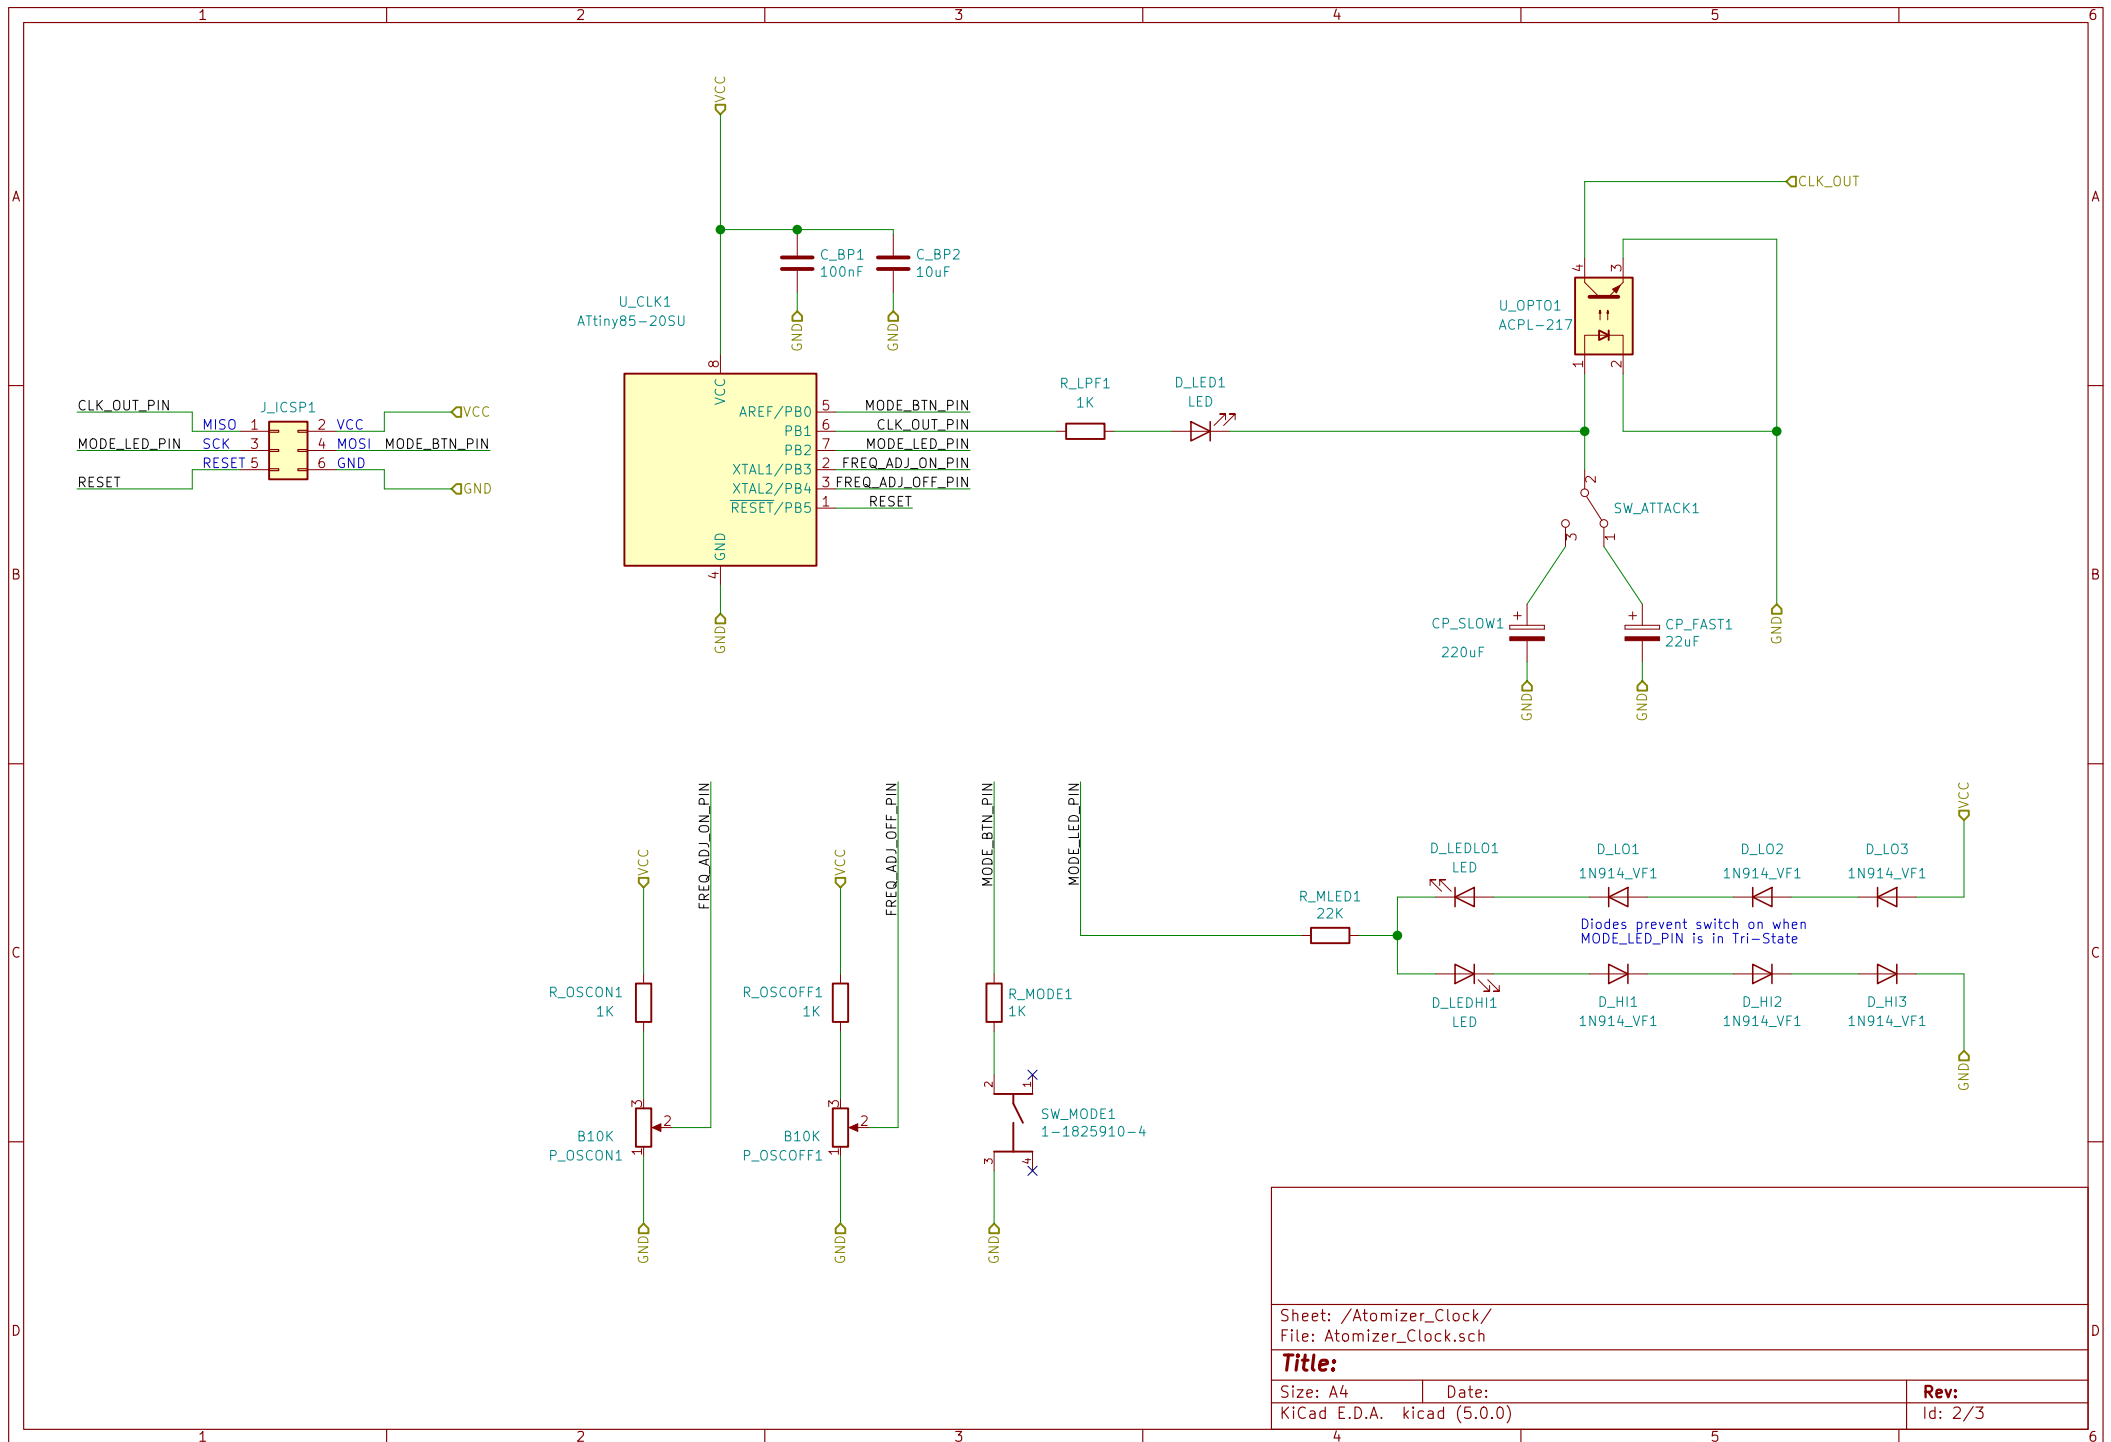 1 2 3 4 5 6
A A
B B
C C
D D
1 2 3 4 5 6
VCC
C_BP1
100nF
C_BP2
10uF
GND
GND
U_CLK1
ATtiny85-20SU
8
VCC
AREF/PB0 5 MODE_BTN_PIN
PB1 6 CLK_OUT_PIN
PB2 7 MODE_LED_PIN
XTAL1/PB3 2 FREQ_ADJ_ON_PIN
XTAL2/PB4 3 FREQ_ADJ_OFF_PIN
RESET/PB5 1 RESET
GND
4
GND
CLK_OUT_PIN
MODE_LED_PIN
RESET
J_ICSP1
MISO 1 2 VCC
SCK 3 4 MOSI
RESET 5 6 GND
VCC
MODE_BTN_PIN
GND
R_LPF1
1K
D_LED1
LED
CLK_OUT
4 3
U_OPTO1
ACPL-217
1 2
2
SW_ATTACK1
3 1
CP_SLOW1
220uF
+
CP_FAST1
22uF
+
GND
GND
GND
FREQ_ADJ_ON_PIN
FREQ_ADJ_OFF_PIN
MODE_BTN_PIN
MODE_LED_PIN
VCC
R_OSCON1
1K
3
2
1
B10K
P_OSCON1
GND
VCC
R_OSCOFF1
1K
3
2
1
B10K
P_OSCOFF1
GND
R_MODE1
1K
2 1
SW_MODE1
1-1825910-4
3 4
GND
R_MLED1
22K
D_LEDLO1
LED
D_LO1
1N914_VF1
D_LO2
1N914_VF1
D_LO3
1N914_VF1
VCC
Diodes prevent switch on when
MODE_LED_PIN is in Tri-State
D_LEDHI1
LED
D_HI1
1N914_VF1
D_HI2
1N914_VF1
D_HI3
1N914_VF1
GND
Sheet: /Atomizer_Clock/
File: Atomizer_Clock.sch
Title:
Size: A4 Date: Rev:
KiCad E.D.A. kicad (5.0.0) Id: 2/3